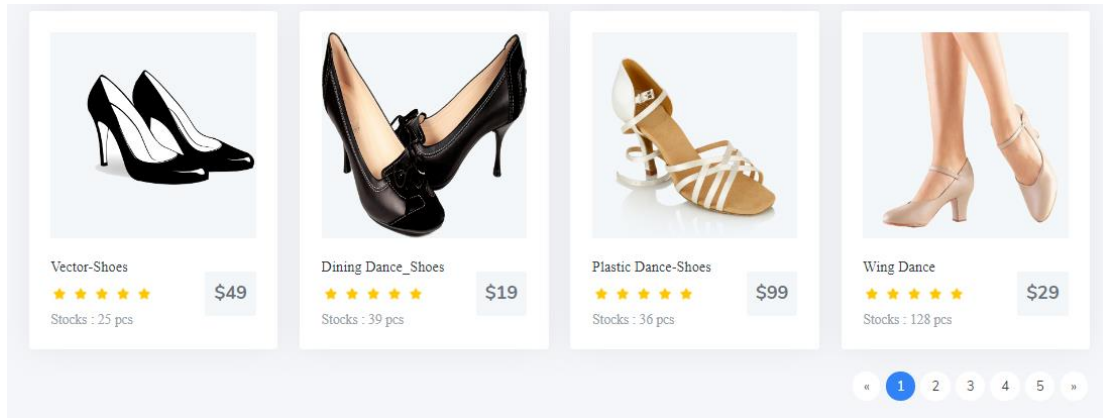 Vector-Shoes
$49
Stocks : 25 pcs
Dining Dance_Shoes
$19
Stocks : 39 pcs
Plastic Dance-Shoes
$99
Stocks : 36 pcs
Wing Dance
$29
Stocks : 128 pcs
« 1 2 3 4 5 »